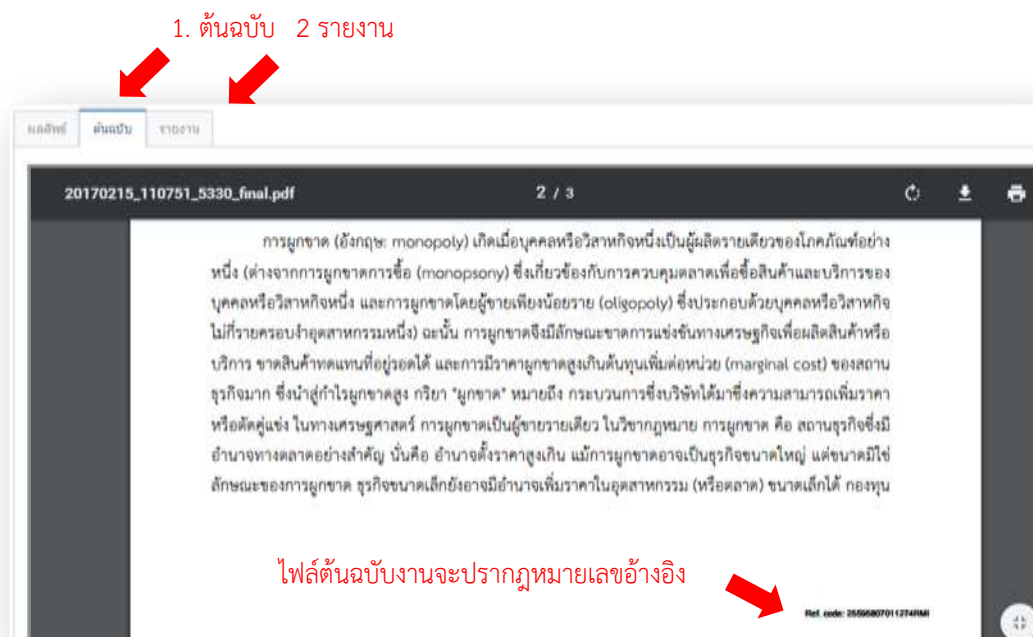 1. ต้นฉบับ 2 รายงาน
ผลลัพธ์ ต้นฉบับ รายงาน
20170215_110751_5330_final.pdf 2 / 3
การผูกขาด (อังกฤษ: monopoly) เกิดเมื่อบุคคลหรือวิสาหกิจหนึ่งเป็นผู้ผลิตรายเดียวของโภคภัณฑ์อย่าง
หนึ่ง (ต่างจากการผูกขาดการซื้อ (monopsony) ซึ่งเกี่ยวข้องกับการควบคุมตลาดเพื่อซื้อสินค้าและบริการของ
บุคคลหรือวิสาหกิจหนึ่ง และการผูกขาดโดยผู้ขายเพียงน้อยราย (oligopoly) ซึ่งประกอบด้วยบุคคลหรือวิสาหกิจ
ไม่กี่รายครอบงำอุตสาหกรรมหนึ่ง) ฉะนั้น การผูกขาดจึงมีลักษณะขาดการแข่งขันทางเศรษฐกิจเพื่อผลิตสินค้าหรือ
บริการ ขาดสินค้าทดแทนที่อยู่รอดได้ และการมีราคาผูกขาดสูงเกินต้นทุนเพิ่มต่อหน่วย (marginal cost) ของสถาน
ธุรกิจมาก ซึ่งนำสู่กำไรผูกขาดสูง กริยา "ผูกขาด" หมายถึง กระบวนการซึ่งบริษัทได้มาซึ่งความสามารถเพิ่มราคา
หรือตัดคู่แข่ง ในทางเศรษฐศาสตร์ การผูกขาดเป็นผู้ขายรายเดียว ในวิชากฎหมาย การผูกขาด คือ สถานธุรกิจซึ่งมี
อำนาจทางตลาดอย่างสำคัญ นั่นคือ อำนาจตั้งราคาสูงเกิน แม้การผูกขาดอาจเป็นธุรกิจขนาดใหญ่ แต่ขนาดมิใช่
ลักษณะของการผูกขาด ธุรกิจขนาดเล็กยังอาจมีอำนาจเพิ่มราคาในอุตสาหกรรม (หรือตลาด) ขนาดเล็กได้ กองทุน
ไฟล์ต้นฉบับงานจะปรากฎหมายเลขอ้างอิง
Ref. code: